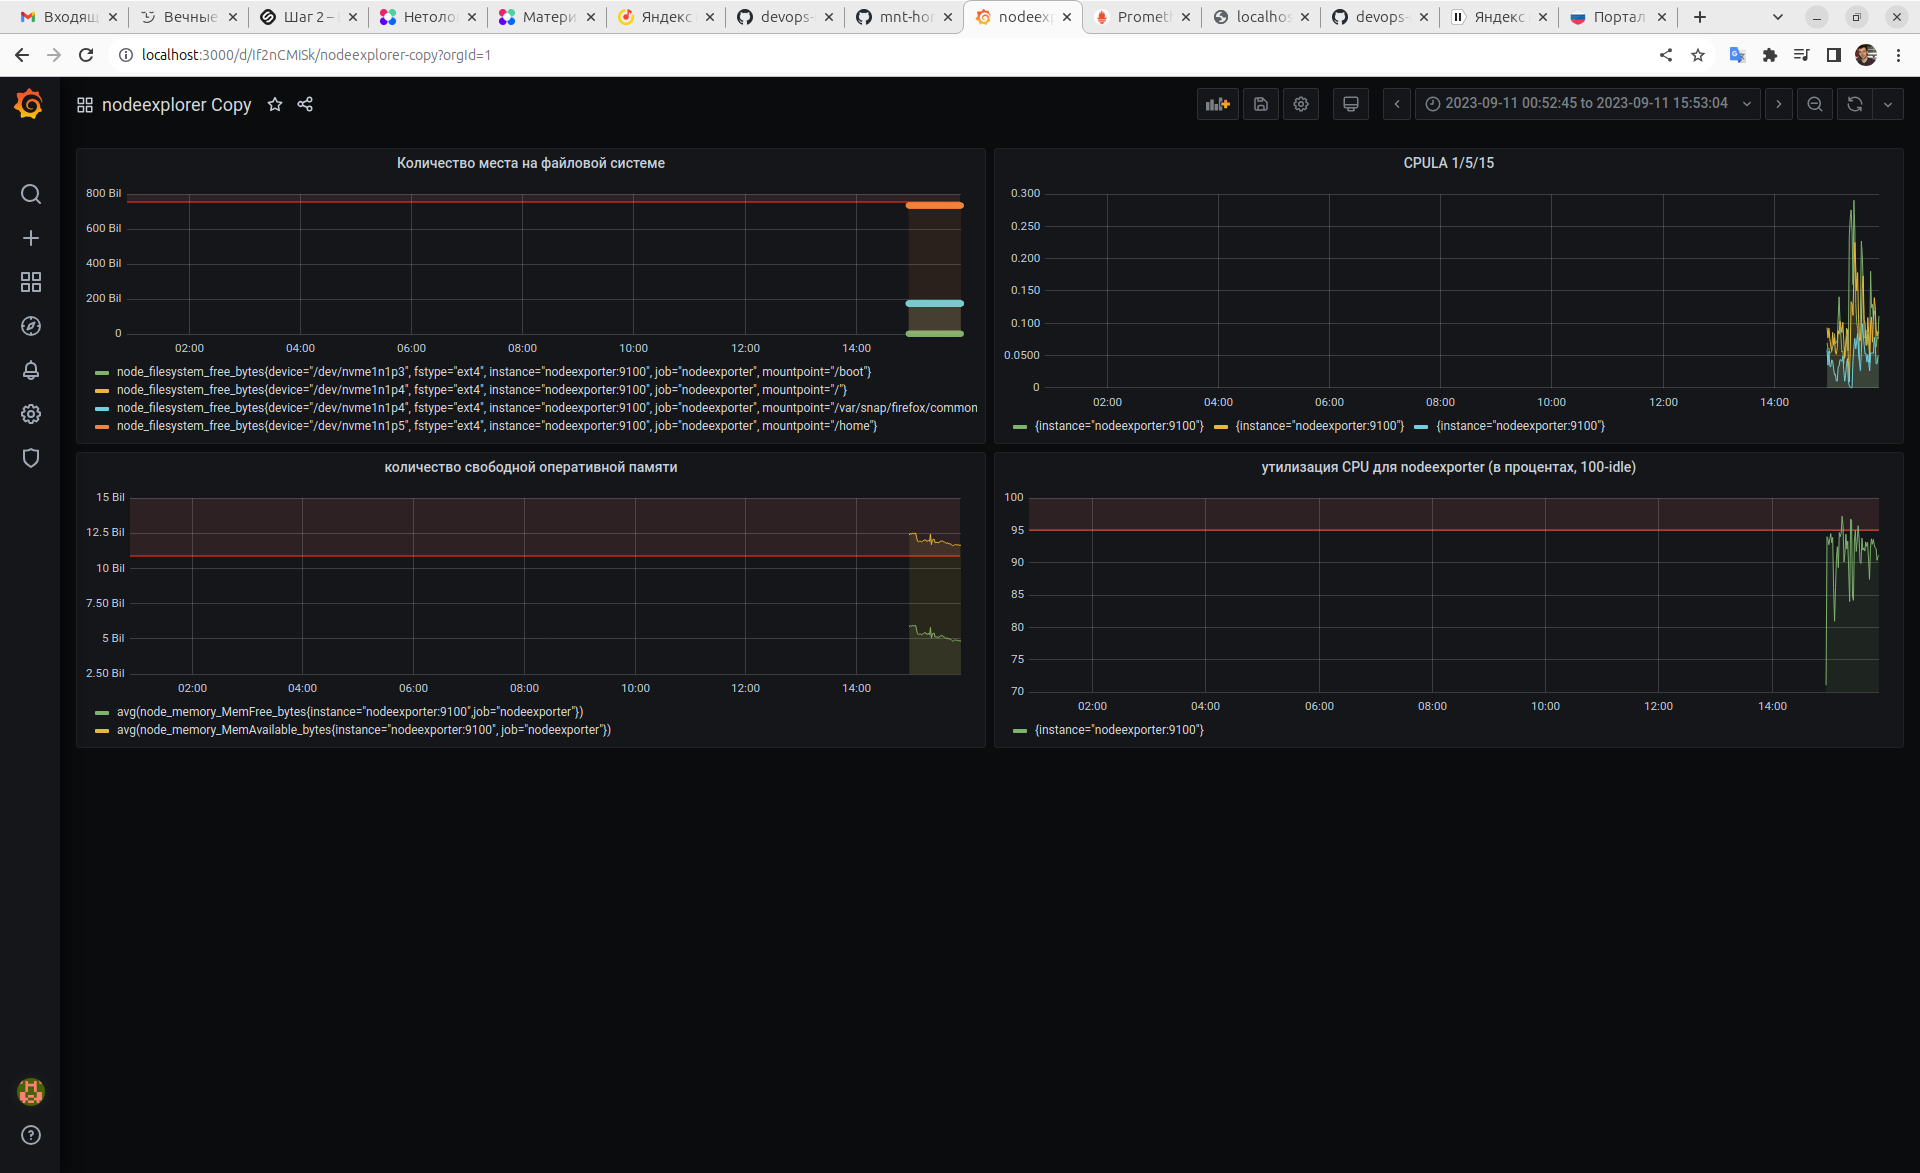 Входящ Вечные Шаг 2 – Нетоло Матери Яндекс devops- mnt-hor nodeexp Prometh localhos devops- Яндекс Портал
localhost:3000/d/If2nCMISk/nodeexplorer-copy?orgId=1
nodeexplorer Copy
2023-09-11 00:52:45 to 2023-09-11 15:53:04
Количество места на файловой системе
800 Bil
600 Bil
400 Bil
200 Bil
0
02:00 04:00 06:00 08:00 10:00 12:00 14:00
node_filesystem_free_bytes{device="/dev/nvme1n1p3", fstype="ext4", instance="nodeexporter:9100", job="nodeexporter", mountpoint="/boot"}
node_filesystem_free_bytes{device="/dev/nvme1n1p4", fstype="ext4", instance="nodeexporter:9100", job="nodeexporter", mountpoint="/"}
node_filesystem_free_bytes{device="/dev/nvme1n1p4", fstype="ext4", instance="nodeexporter:9100", job="nodeexporter", mountpoint="/var/snap/firefox/common
node_filesystem_free_bytes{device="/dev/nvme1n1p5", fstype="ext4", instance="nodeexporter:9100", job="nodeexporter", mountpoint="/home"}
CPULA 1/5/15
0.300
0.250
0.200
0.150
0.100
0.0500
0
02:00 04:00 06:00 08:00 10:00 12:00 14:00
{instance="nodeexporter:9100"} {instance="nodeexporter:9100"} {instance="nodeexporter:9100"}
количество свободной оперативной памяти
15 Bil
12.5 Bil
10 Bil
7.50 Bil
5 Bil
2.50 Bil
02:00 04:00 06:00 08:00 10:00 12:00 14:00
avg(node_memory_MemFree_bytes{instance="nodeexporter:9100",job="nodeexporter"})
avg(node_memory_MemAvailable_bytes{instance="nodeexporter:9100", job="nodeexporter"})
утилизация CPU для nodeexporter (в процентах, 100-idle)
100
95
90
85
80
75
70
02:00 04:00 06:00 08:00 10:00 12:00 14:00
{instance="nodeexporter:9100"}